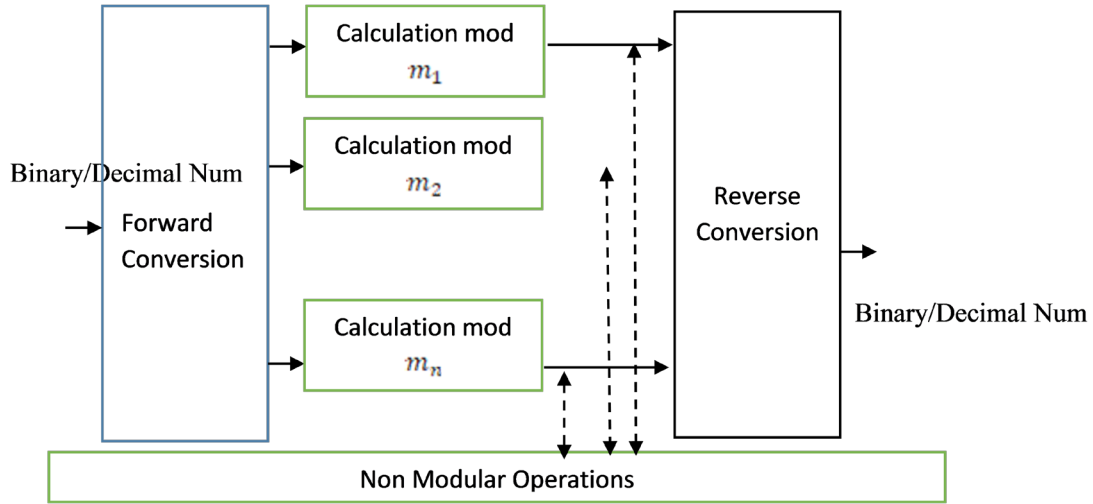 Calculation mod
m₁
Binary/Decimal Num
Forward
Conversion
Calculation mod
m₂
Calculation mod
mₙ
Reverse
Conversion
Binary/Decimal Num
Non Modular Operations